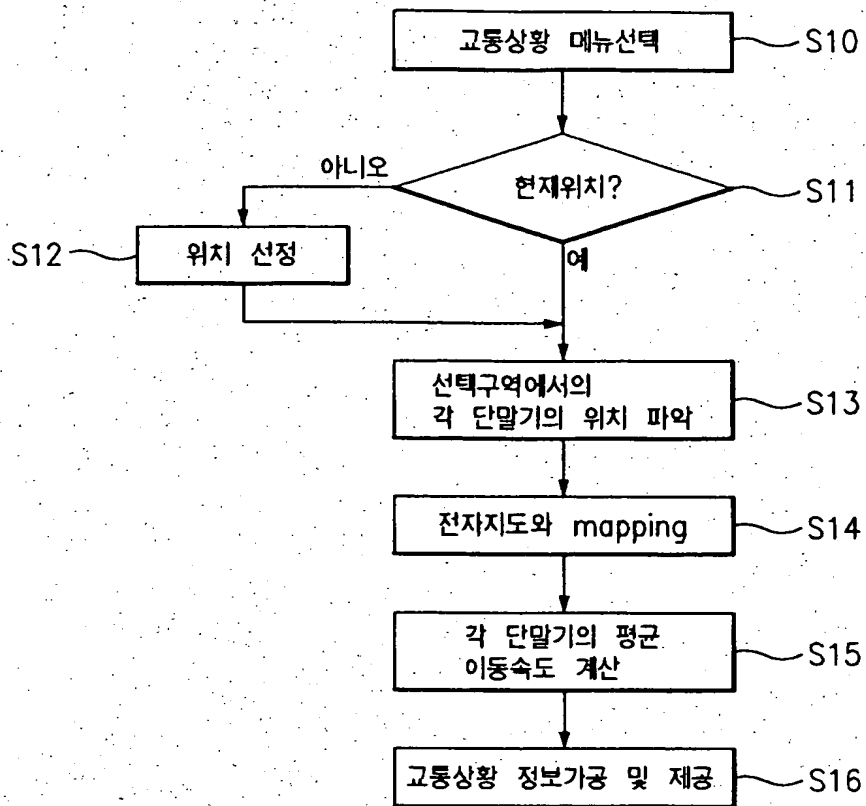 교통상황 메뉴선택
S10
아니오
현재위치?
S11
S12
위치 선정
예
선택구역에서의
각 단말기의 위치 파악
S13
전자지도와 mapping
S14
각 단말기의 평균
이동속도 계산
S15
교통상황 정보가공 및 제공
S16